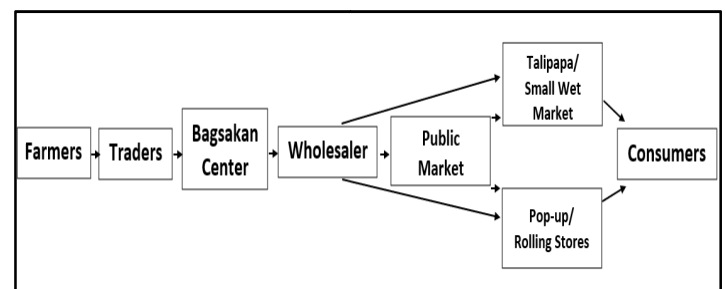 Farmers
Traders
Bagsakan
Center
Wholesaler
Public
Market
Talipapa/
Small Wet
Market
Pop-up/
Rolling Stores
Consumers